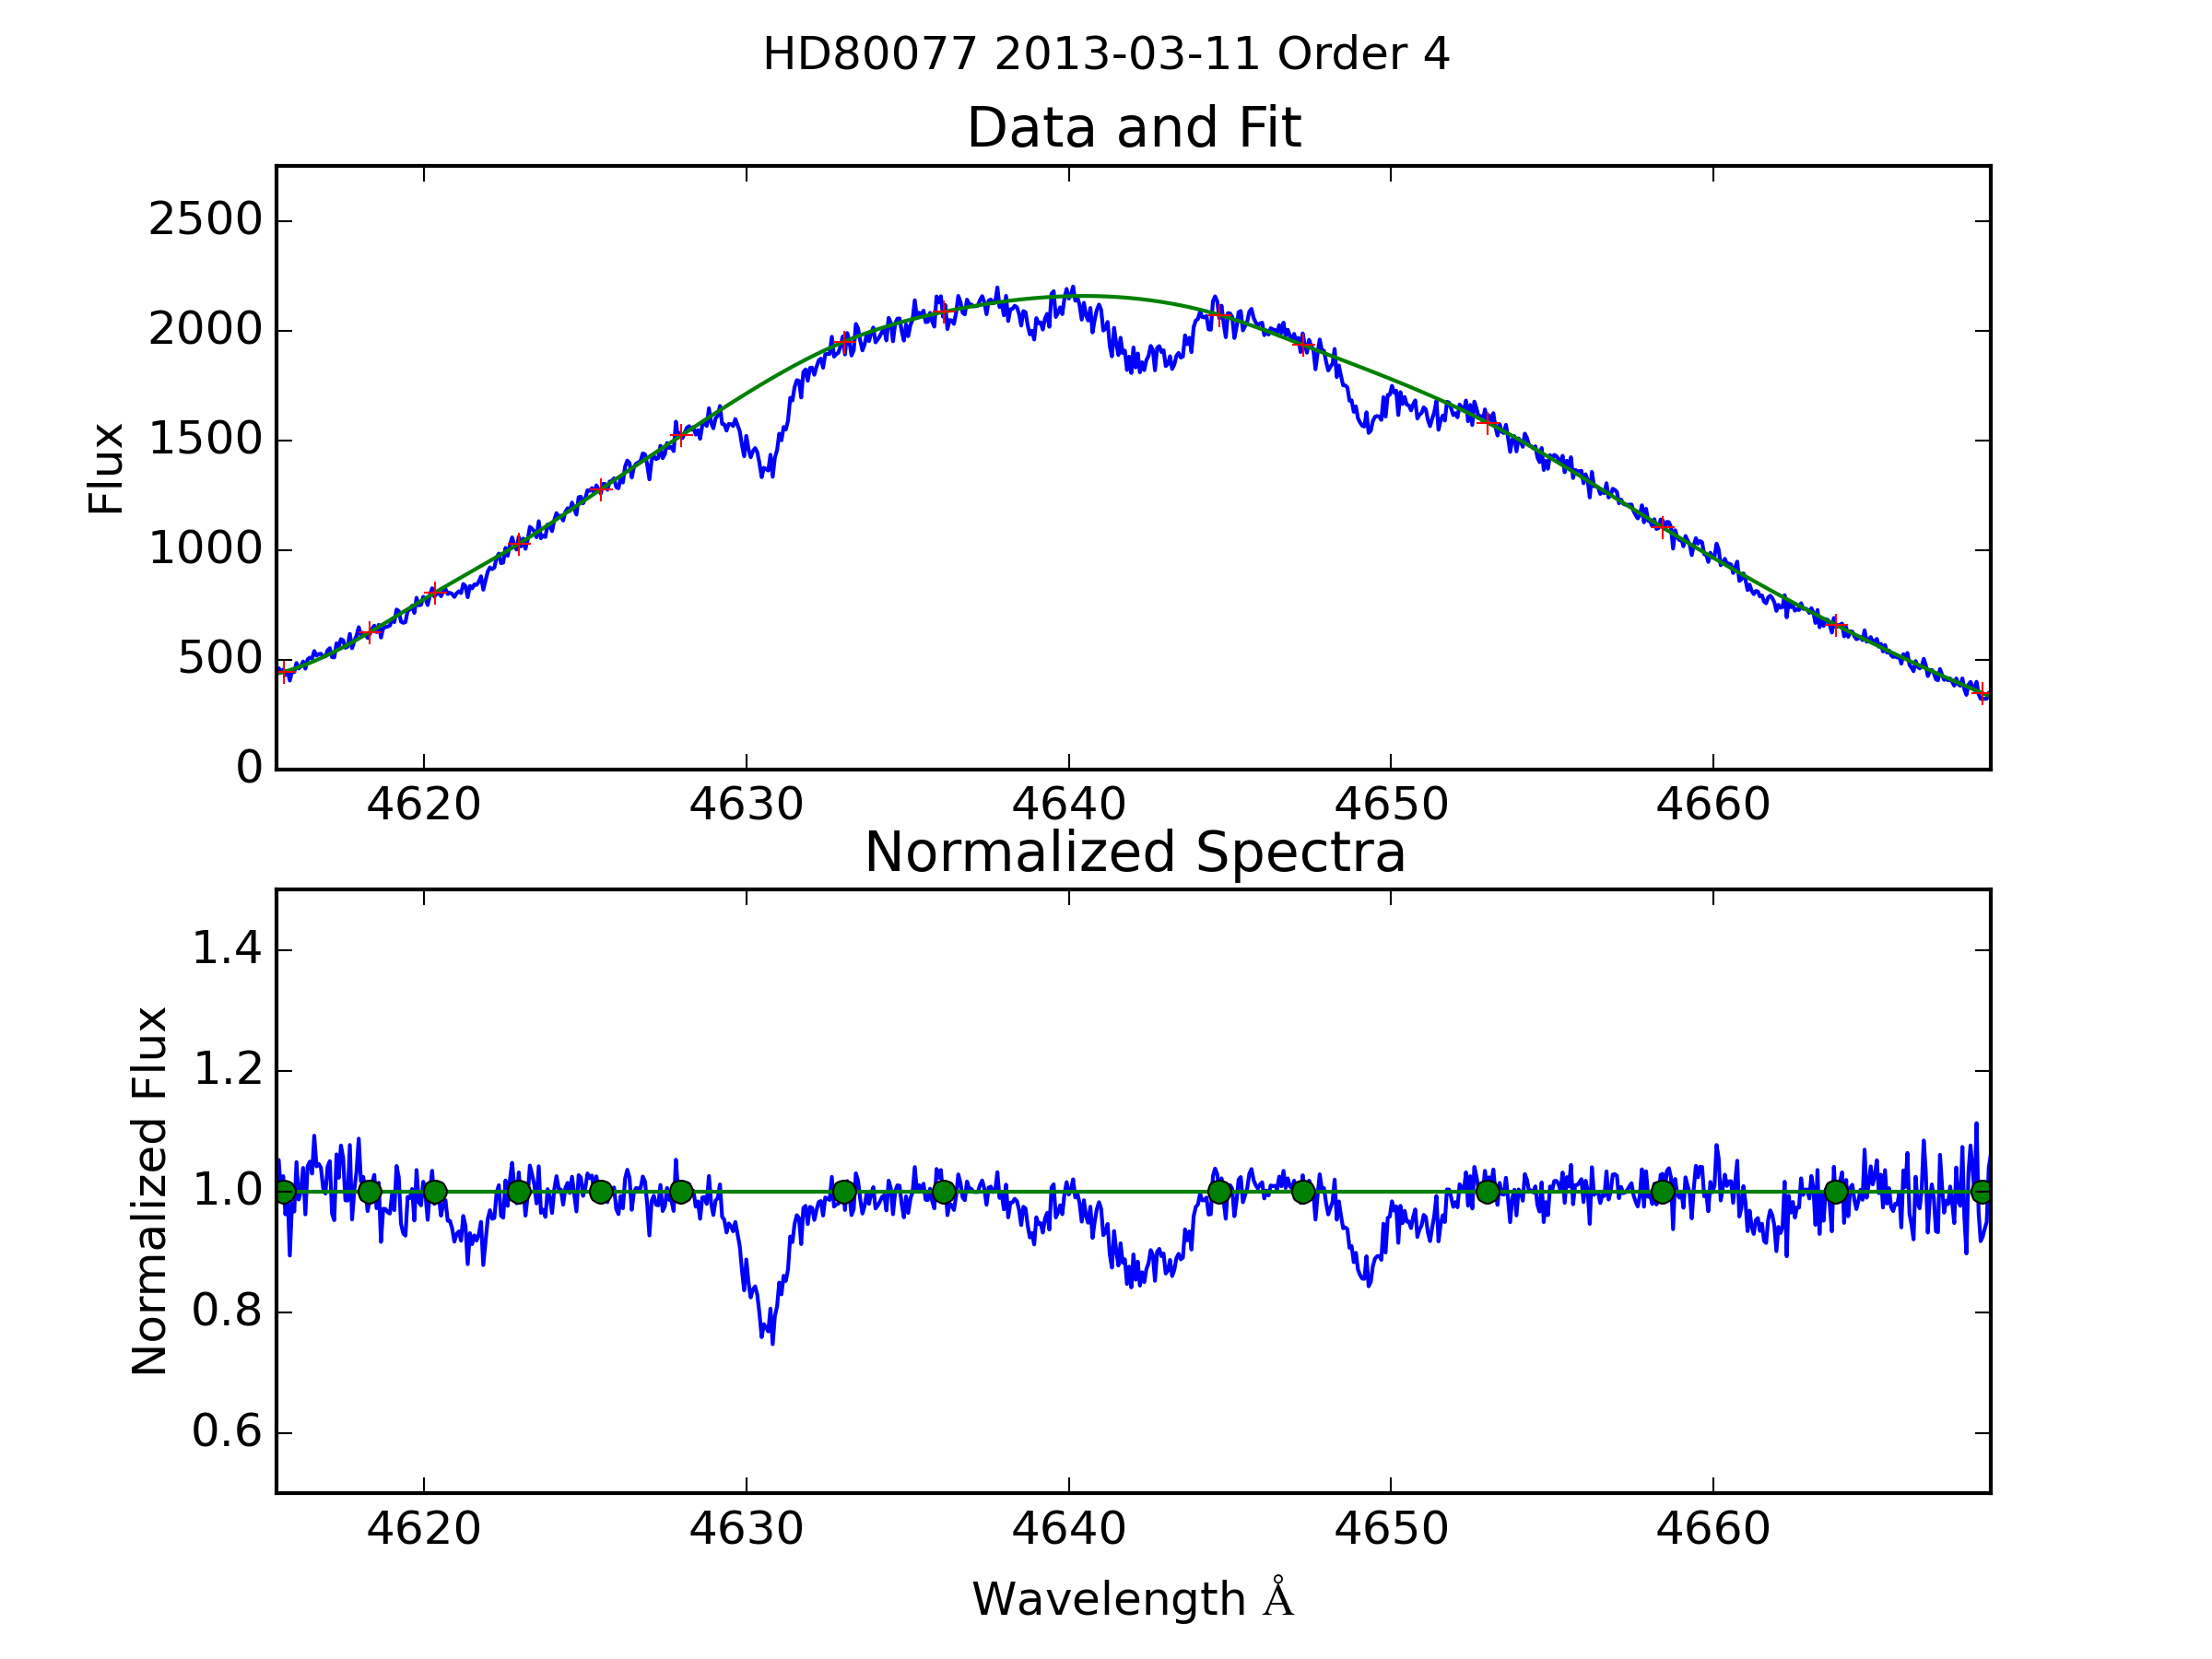 HD80077 2013-03-11 Order 4
Data and Fit
2500
2000
1500
1000
500
0
Flux
4620 4630 4640 4650 4660
Normalized Spectra
1.4
1.2
1.0
0.8
0.6
Normalized Flux
4620 4630 4640 4650 4660
Wavelength Å